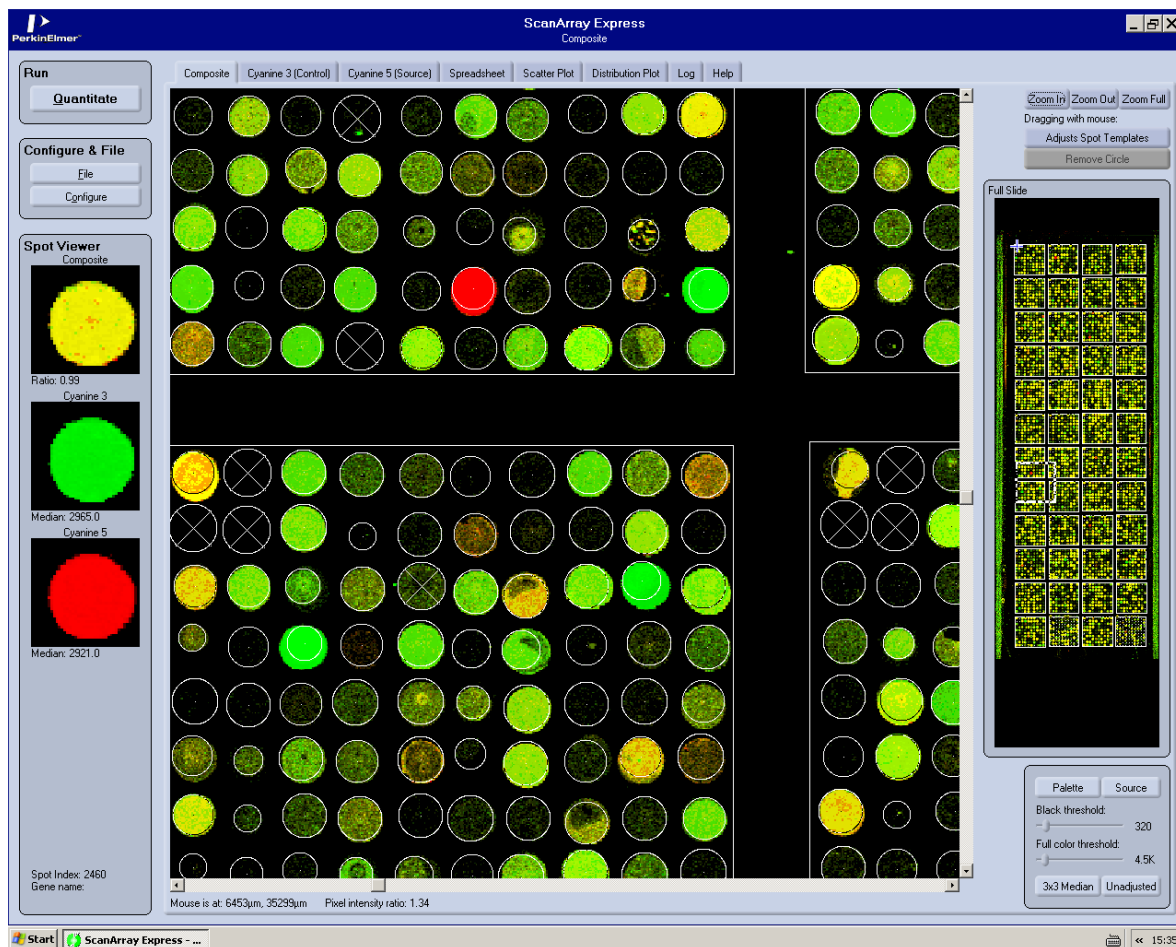 PerkinElmer™
ScanArray Express
Composite
Run
Quantitate
Configure & File
File
Configure
Spot Viewer
Composite
Ratio: 0.99
Cyanine 3
Median: 2965.0
Cyanine 5
Median: 2921.0
Spot Index: 2460
Gene name:
Composite
Cyanine 3 (Control)
Cyanine 5 (Source)
Spreadsheet
Scatter Plot
Distribution Plot
Log
Help
Mouse is at: 6453µm, 35299µm Pixel intensity ratio: 1.34
Zoom In Zoom Out Zoom Full
Dragging with mouse:
Adjusts Spot Templates
Remove Circle
Full Slide
Palette Source
Black threshold:
320
Full color threshold:
4.5K
3x3 Median Unadjusted
Start ScanArray Express - ... « 15:35